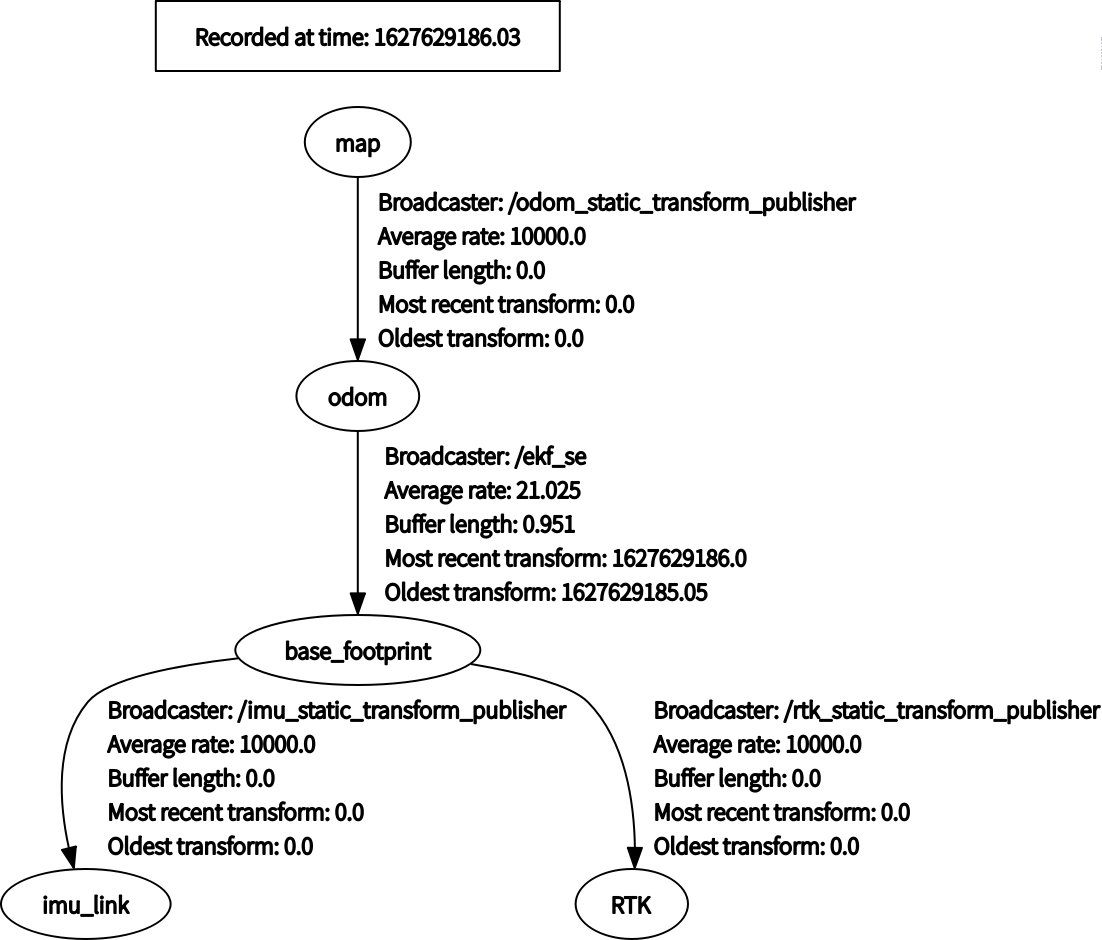 Recorded at time: 1627629186.03
map
Broadcaster: /odom_static_transform_publisher
Average rate: 10000.0
Buffer length: 0.0
Most recent transform: 0.0
Oldest transform: 0.0
odom
Broadcaster: /ekf_se
Average rate: 21.025
Buffer length: 0.951
Most recent transform: 1627629186.0
Oldest transform: 1627629185.05
base_footprint
Broadcaster: /imu_static_transform_publisher
Average rate: 10000.0
Buffer length: 0.0
Most recent transform: 0.0
Oldest transform: 0.0
Broadcaster: /rtk_static_transform_publisher
Average rate: 10000.0
Buffer length: 0.0
Most recent transform: 0.0
Oldest transform: 0.0
imu_link
RTK